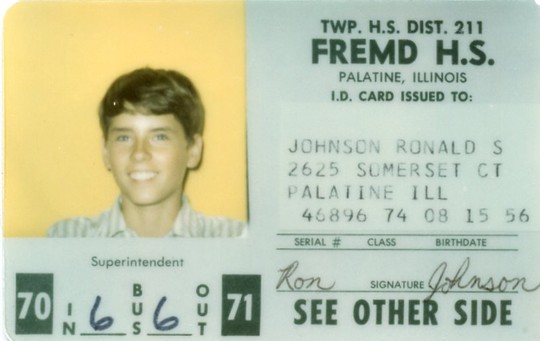 TWP. H.S. DIST. 211
FREMD H.S.
PALATINE, ILLINOIS
I.D. CARD ISSUED TO:
JOHNSON RONALD S
2625 SOMERSET CT
PALATINE ILL
46896 74 08 15 56
SERIAL # CLASS BIRTHDATE
Ron SIGNATURE Johnson
SEE OTHER SIDE
Superintendent
70 IN 6 BUS 6 OUT 71